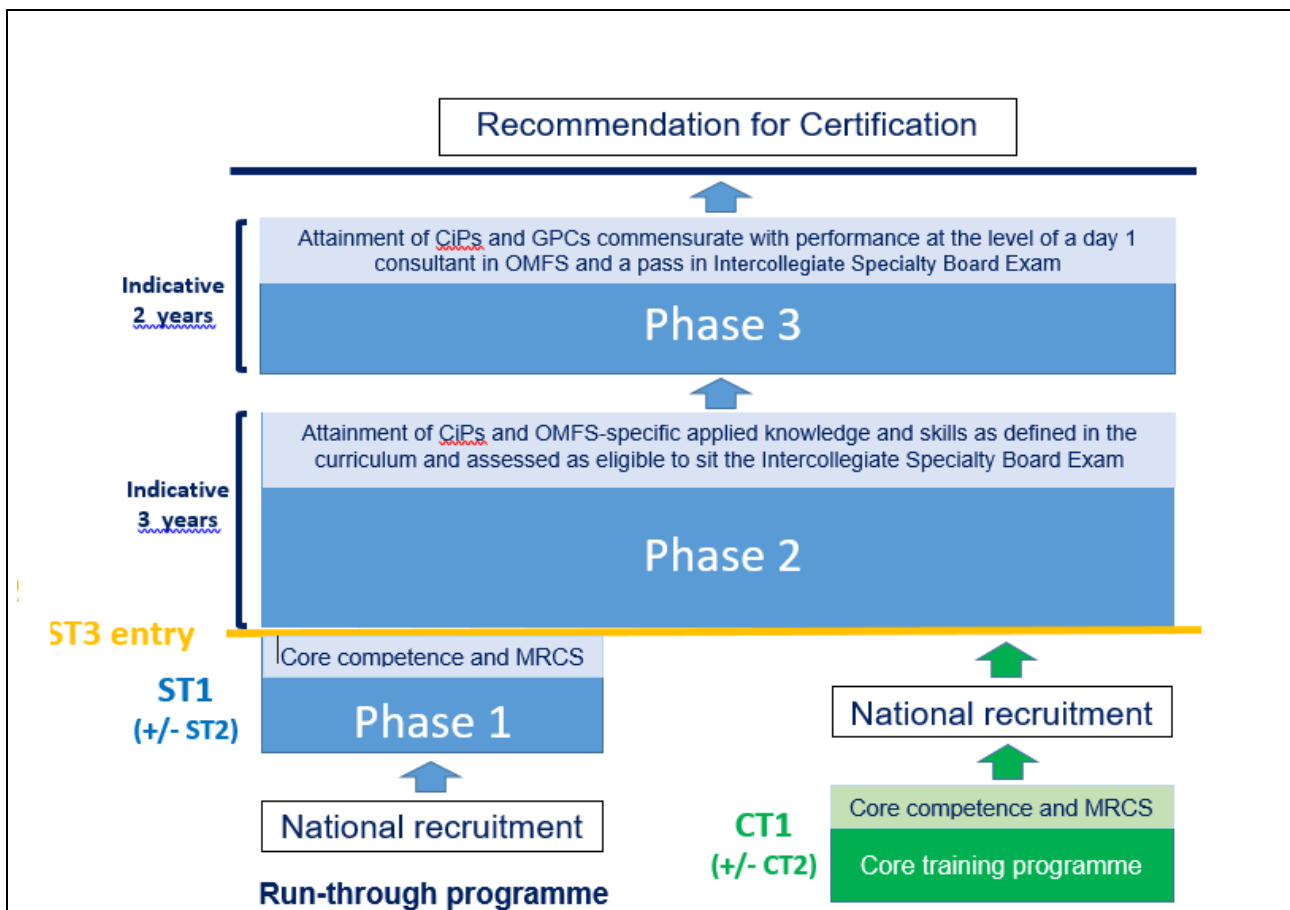 Recommendation for Certification
Attainment of CiPs and GPCs commensurate with performance at the level of a day 1
consultant in OMFS and a pass in Intercollegiate Specialty Board Exam
Indicative
2 years
Phase 3
Attainment of CiPs and OMFS-specific applied knowledge and skills as defined in the
curriculum and assessed as eligible to sit the Intercollegiate Specialty Board Exam
Indicative
3 years
Phase 2
ST3 entry
Core competence and MRCS
ST1
(+/- ST2)
Phase 1
National recruitment
Run-through programme
National recruitment
Core competence and MRCS
CT1
(+/- CT2)
Core training programme